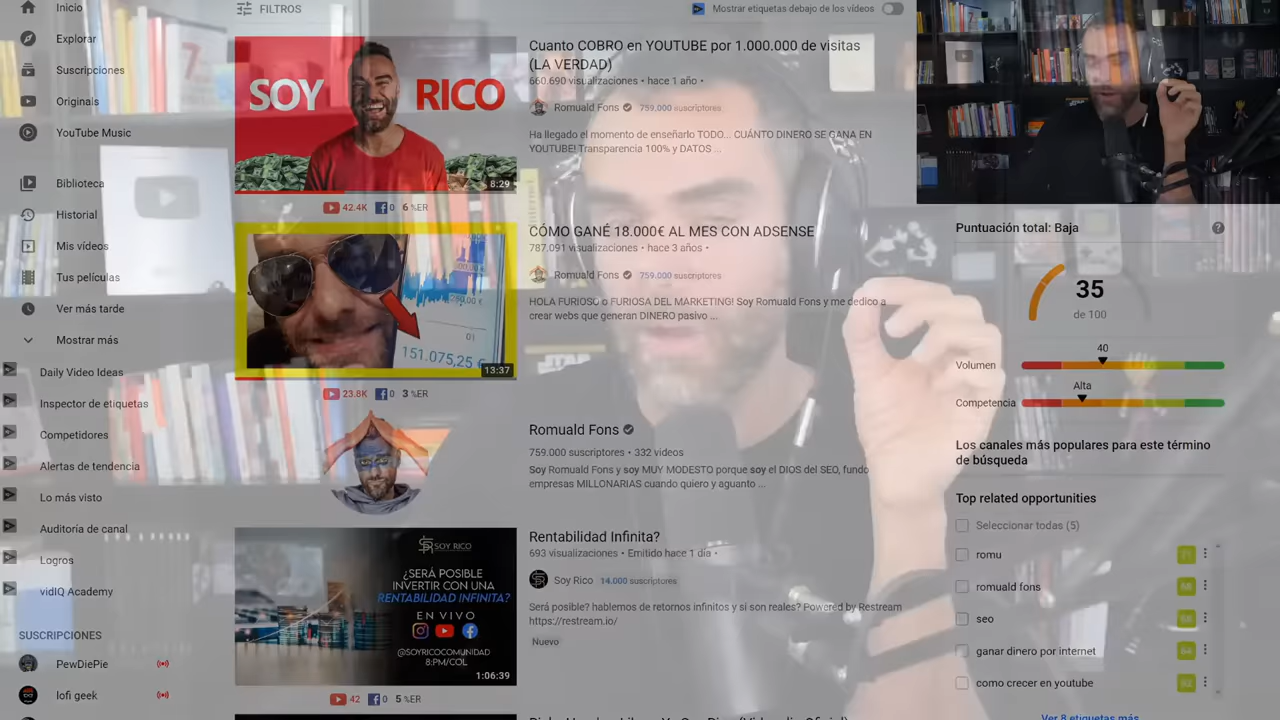 Inicio
Explorar
Suscripciones
Originals
YouTube Music
Biblioteca
Historial
Mis vídeos
Tus películas
Ver más tarde
Mostrar más
Daily Video Ideas
Inspector de etiquetas
Competidores
Alertas de tendencia
Lo más visto
Auditoría de canal
Logros
vidIQ Academy
SUSCRIPCIONES
PewDiePie
lofi geek
FILTROS
Mostrar etiquetas debajo de los vídeos
SOY RICO
8:29
42.4K 0 6 %ER
Cuanto COBRO en YOUTUBE por 1.000.000 de visitas
(LA VERDAD)
660.690 visualizaciones • hace 1 año •
Romuald Fons 759.000 suscriptores
Ha llegado el momento de enseñarlo TODO... CUÁNTO DINERO SE GANA EN
YOUTUBE! Transparencia 100% y DATOS ...
151.075,25 €
13:37
23.8K 0 3 %ER
CÓMO GANÉ 18.000€ AL MES CON ADSENSE
787.091 visualizaciones • hace 3 años •
Romuald Fons 759.000 suscriptores
HOLA FURIOSO o FURIOSA DEL MARKETING! Soy Romuald Fons y me dedico a
crear webs que generan DINERO pasivo ...
Romuald Fons
759.000 suscriptores • 332 vídeos
Soy Romuald Fons y soy MUY MODESTO porque soy el DIOS del SEO, fundo
empresas MILLONARIAS cuando quiero y aguanto ...
SOY RICO
¿SERÁ POSIBLE
INVERTIR CON UNA
RENTABILIDAD INFINITA?
EN VIVO
@SOYRICOCOMUNIDAD
8:PM/COL
1:06:39
42 0 5 %ER
Rentabilidad Infinita?
693 visualizaciones • Emitido hace 1 día •
Soy Rico 14.000 suscriptores
Será posible? hablemos de retornos infinitos y si son reales? Powered by Restream
https://restream.io/
Nuevo
Puntuación total: Baja
35
de 100
Volumen 40
Competencia Alta
Los canales más populares para este término
de búsqueda
Top related opportunities
Seleccionar todas (5)
romu
romuald fons
seo
ganar dinero por internet
como crecer en youtube
Ver 8 etiquetas más